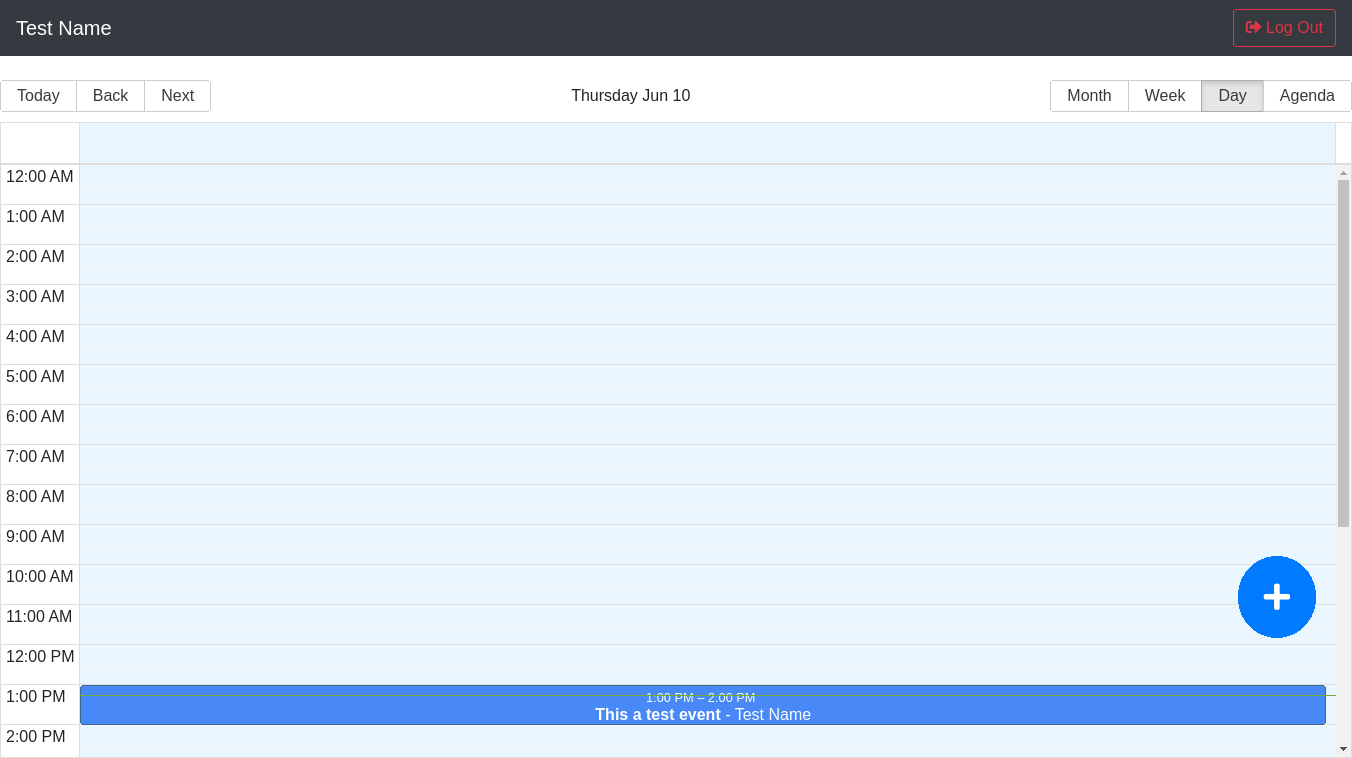 Test Name
Log Out
Today Back Next
Thursday Jun 10
Month Week Day Agenda
12:00 AM
1:00 AM
2:00 AM
3:00 AM
4:00 AM
5:00 AM
6:00 AM
7:00 AM
8:00 AM
9:00 AM
10:00 AM
11:00 AM
12:00 PM
1:00 PM
1:00 PM – 2:00 PM
This a test event - Test Name
2:00 PM